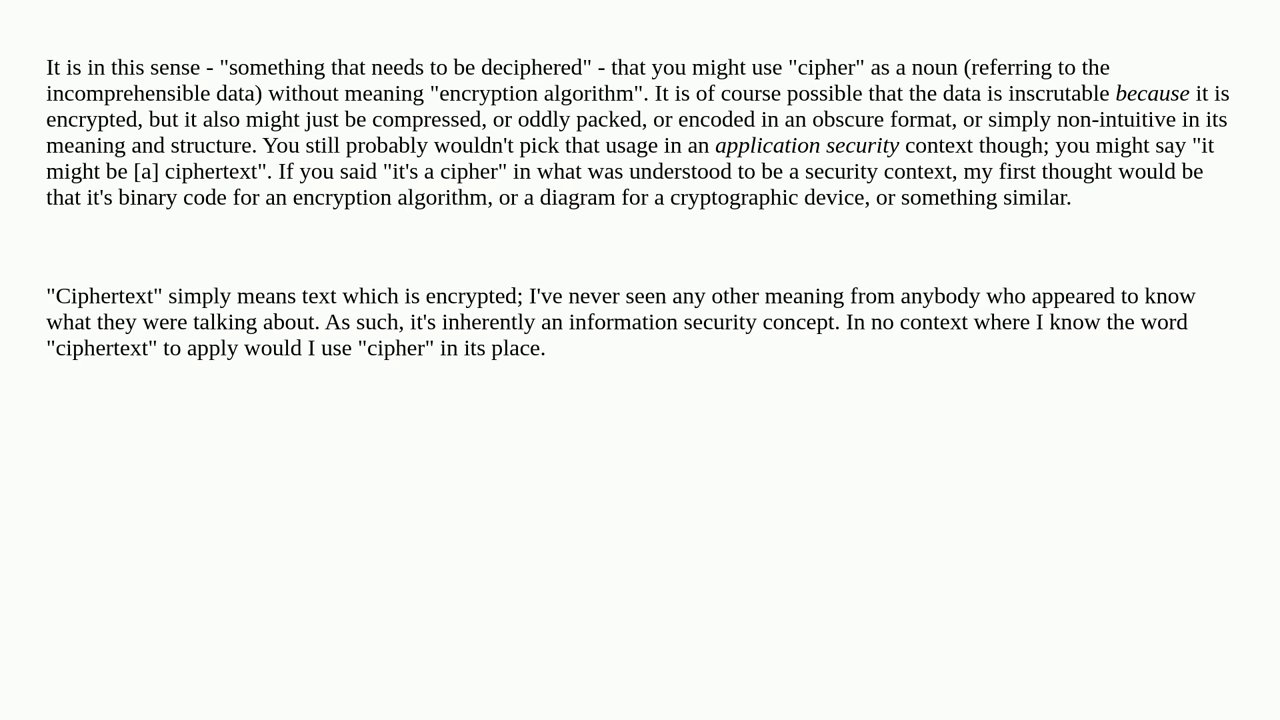 It is in this sense - "something that needs to be deciphered" - that you might use "cipher" as a noun (referring to the
incomprehensible data) without meaning "encryption algorithm". It is of course possible that the data is inscrutable because it is
encrypted, but it also might just be compressed, or oddly packed, or encoded in an obscure format, or simply non-intuitive in its
meaning and structure. You still probably wouldn't pick that usage in an application security context though; you might say "it
might be [a] ciphertext". If you said "it's a cipher" in what was understood to be a security context, my first thought would be
that it's binary code for an encryption algorithm, or a diagram for a cryptographic device, or something similar.
"Ciphertext" simply means text which is encrypted; I've never seen any other meaning from anybody who appeared to know
what they were talking about. As such, it's inherently an information security concept. In no context where I know the word
"ciphertext" to apply would I use "cipher" in its place.